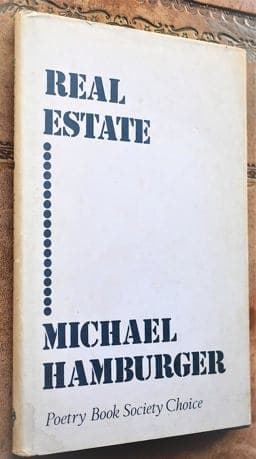 REAL
ESTATE
MICHAEL
HAMBURGER
Poetry Book Society Choice